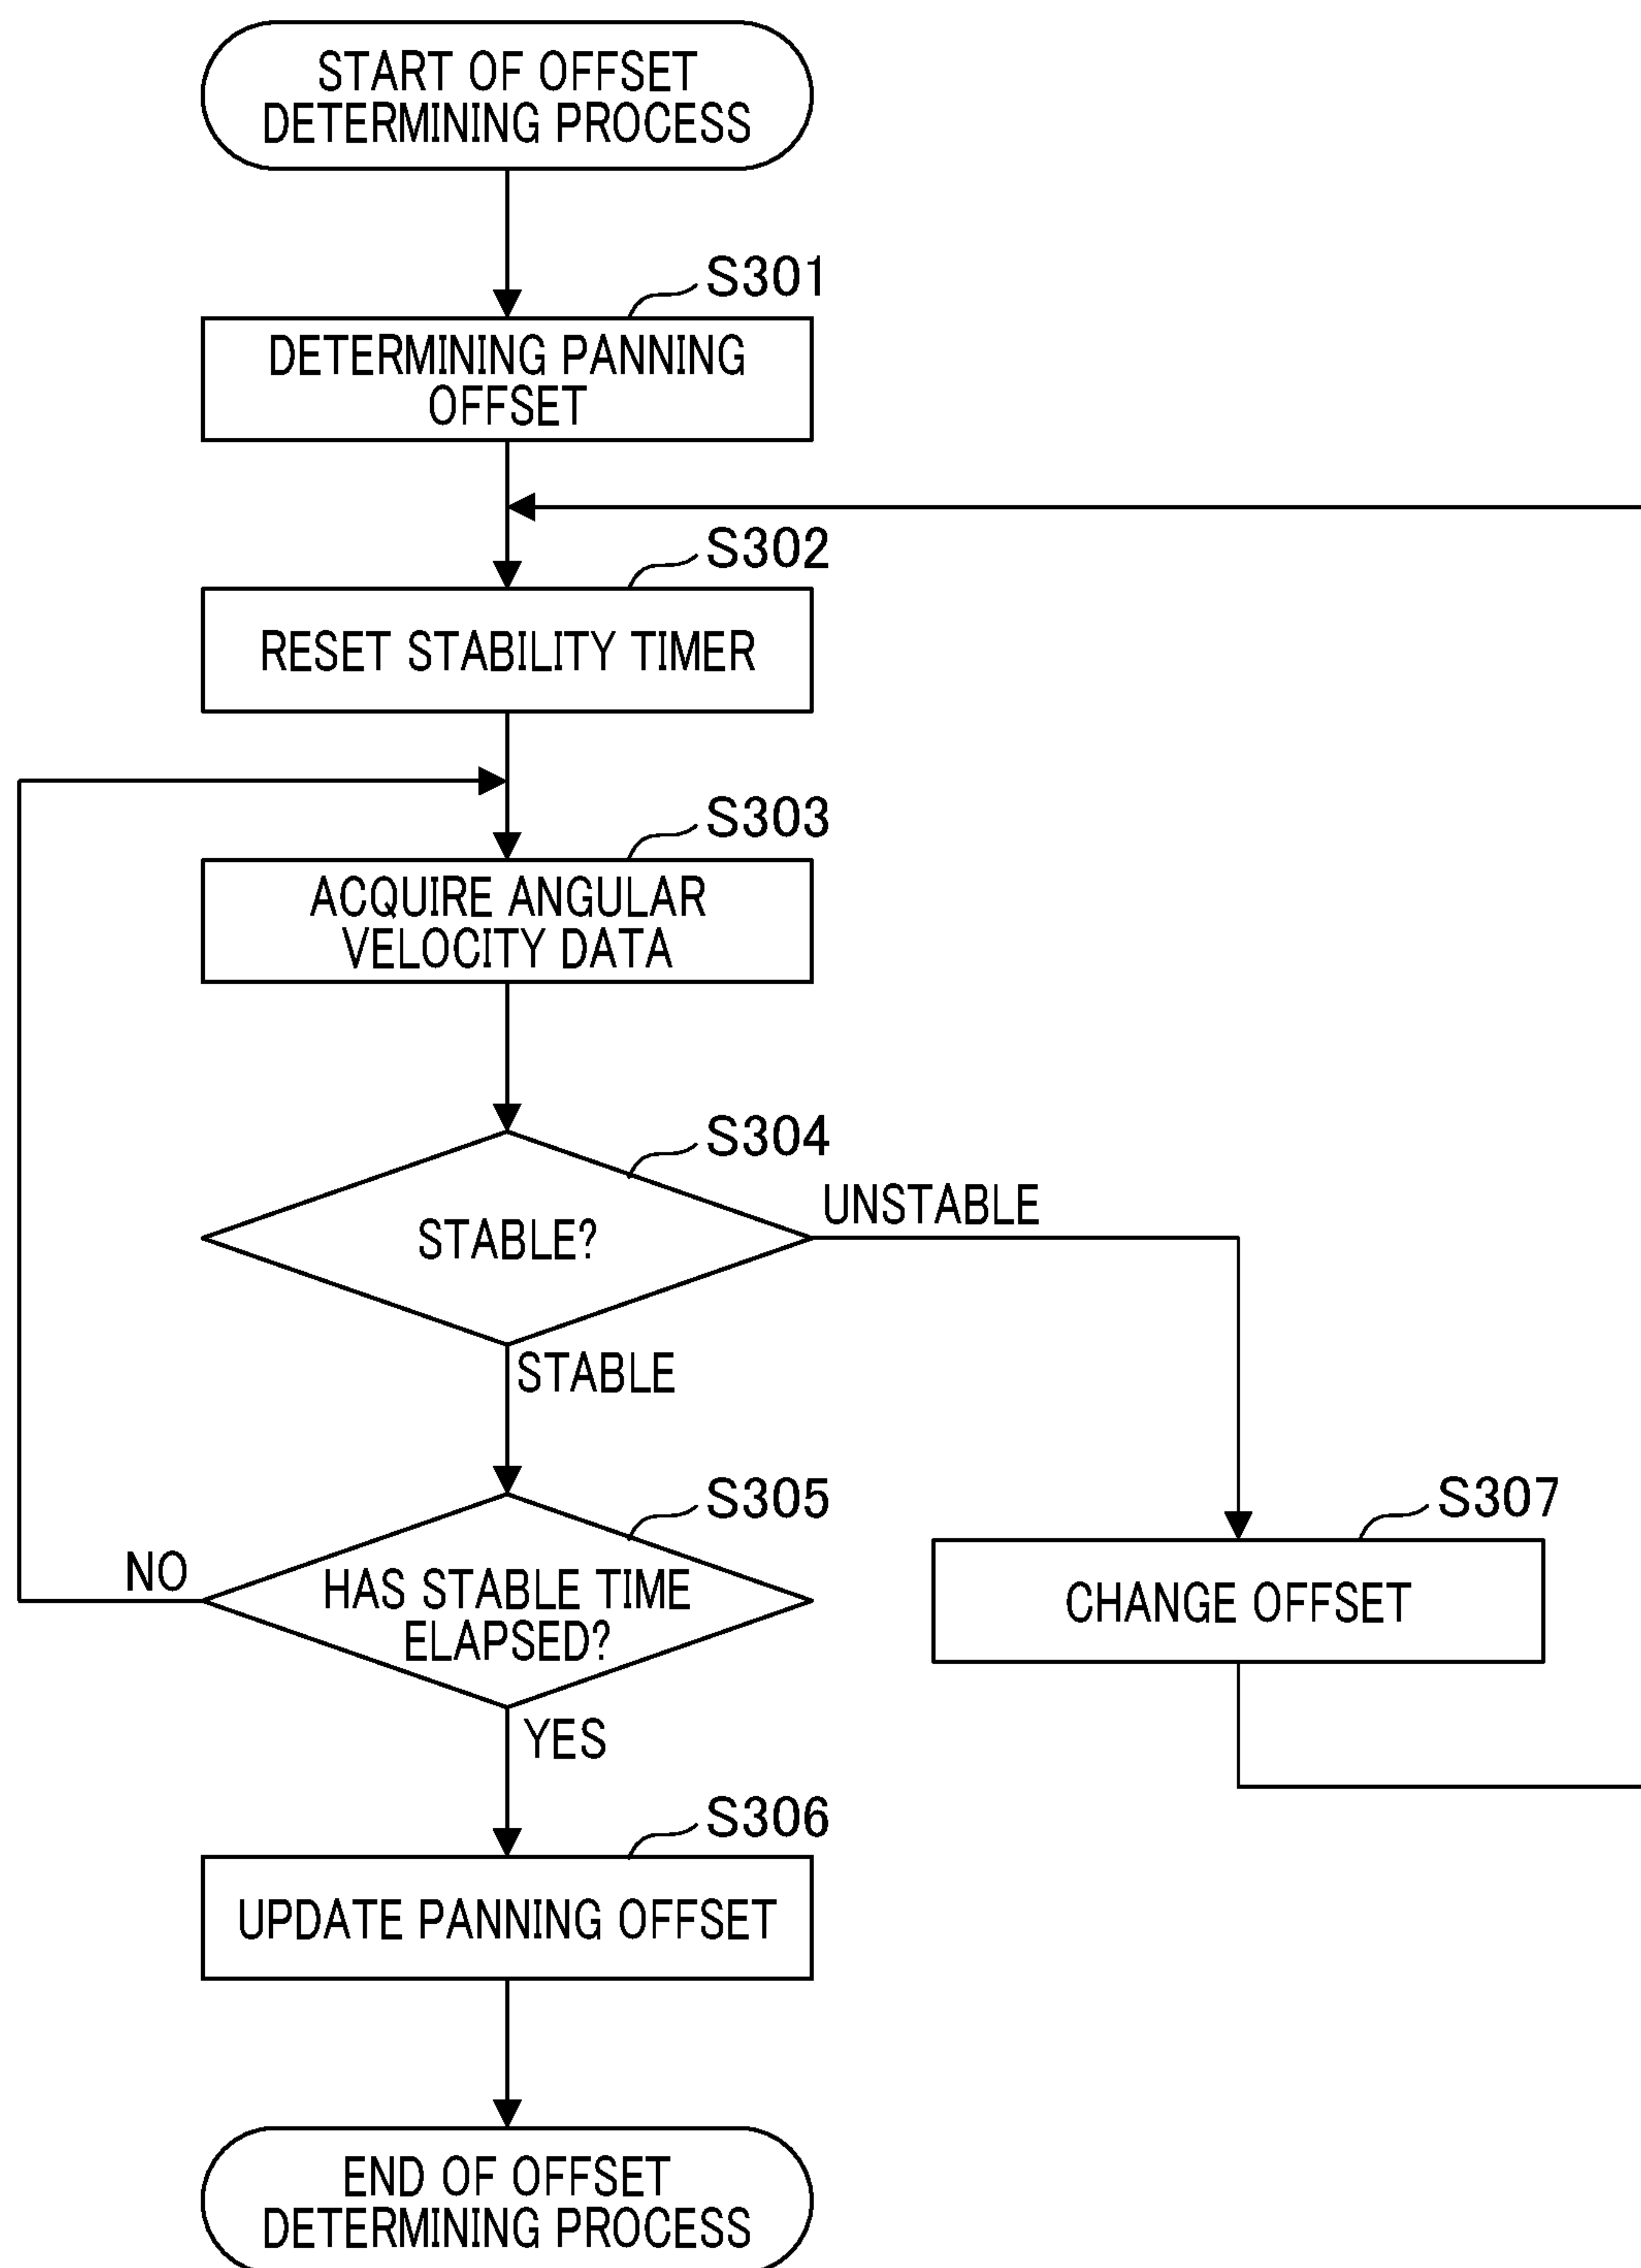 START OF OFFSET
DETERMINING PROCESS
S301
DETERMINING PANNING
OFFSET
S302
RESET STABILITY TIMER
S303
ACQUIRE ANGULAR
VELOCITY DATA
S304
STABLE?
UNSTABLE
STABLE
S305
HAS STABLE TIME
ELAPSED?
NO
YES
S307
CHANGE OFFSET
S306
UPDATE PANNING OFFSET
END OF OFFSET
DETERMINING PROCESS